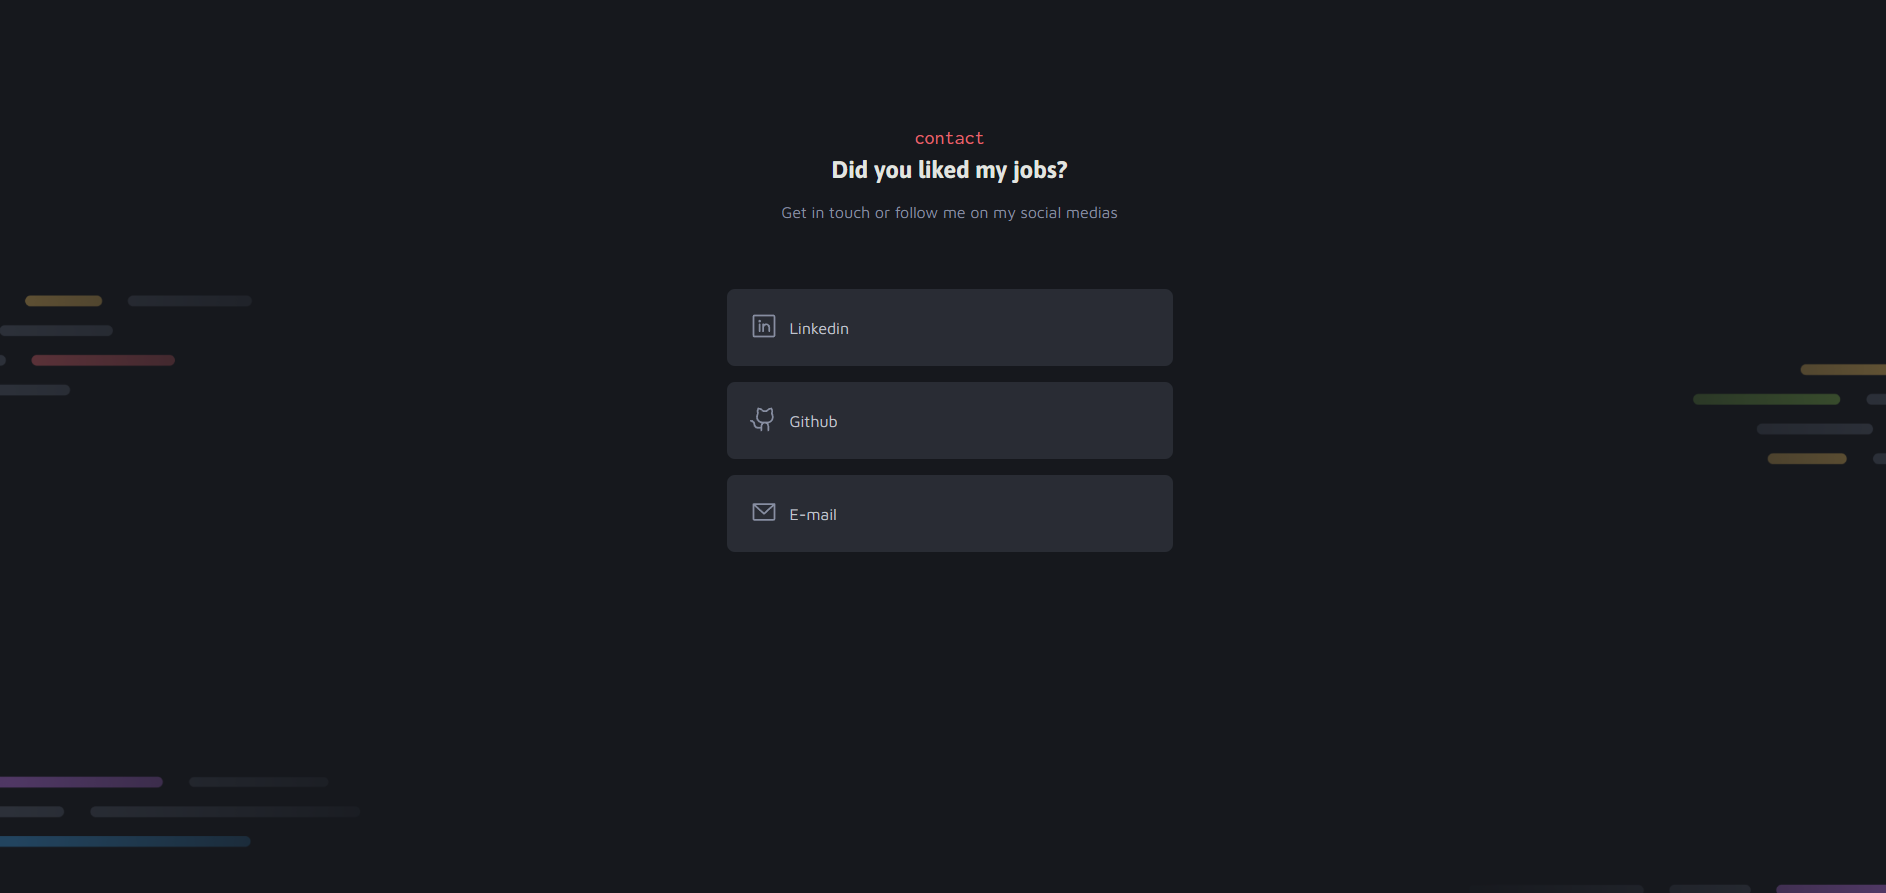 contact
Did you liked my jobs?
Get in touch or follow me on my social medias
Linkedin
Github
E-mail